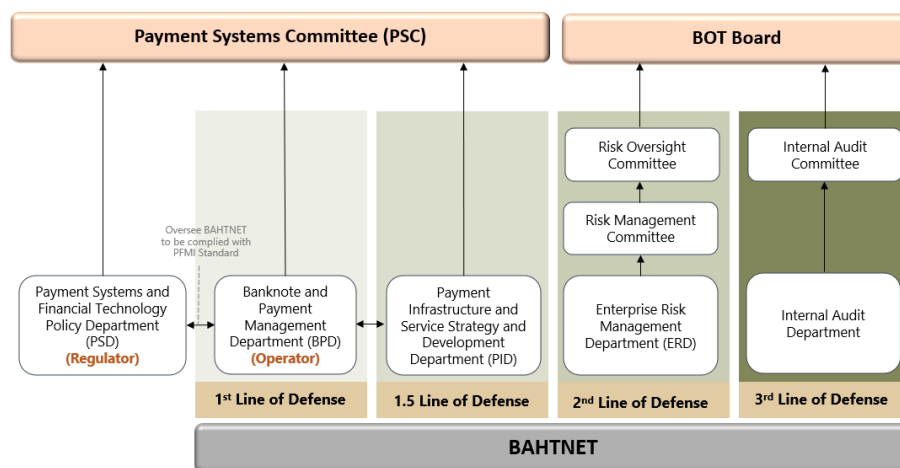 Payment Systems Committee (PSC)
BOT Board
Risk Oversight
Committee
Internal Audit
Committee
Risk Management
Committee
Oversee BAHTNET
to be complied with
PFMI Standard
Payment Systems and
Financial Technology
Policy Department
(PSD)
(Regulator)
Banknote and
Payment
Management
Department (BPD)
(Operator)
Payment
Infrastructure and
Service Strategy and
Development
Department (PID)
Enterprise Risk
Management
Department (ERD)
Internal Audit
Department
1st Line of Defense
1.5 Line of Defense
2nd Line of Defense
3rd Line of Defense
BAHTNET